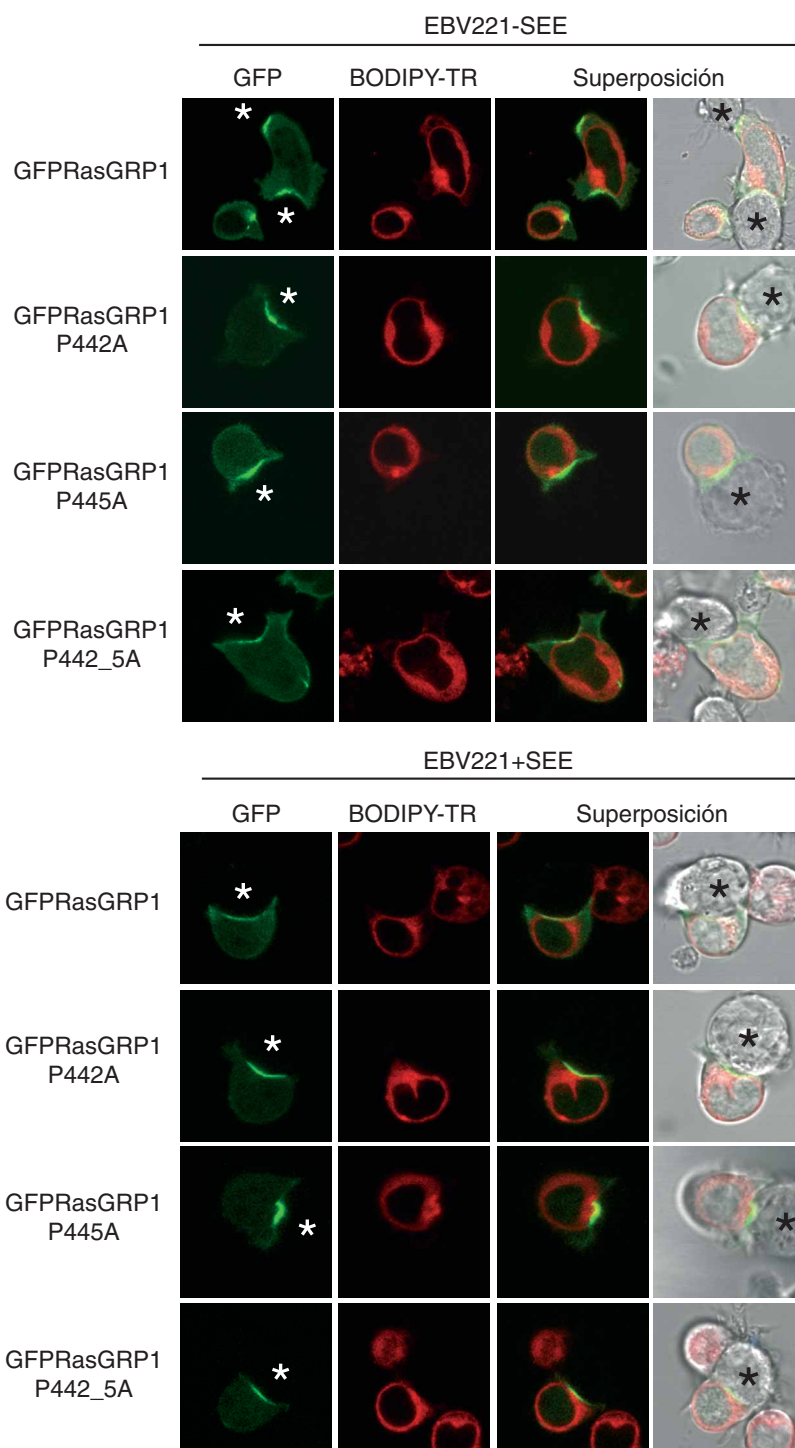 EBV221-SEE
GFP BODIPY-TR Superposición
* * *
GFPRasGRP1
* *
* *
GFPRasGRP1
P442A
GFPRasGRP1
P445A
* *
* *
GFPRasGRP1
P442_5A
EBV221+SEE
GFP BODIPY-TR Superposición
* *
GFPRasGRP1
* *
GFPRasGRP1
P442A
GFPRasGRP1
P445A
* *
GFPRasGRP1
P442_5A
* *